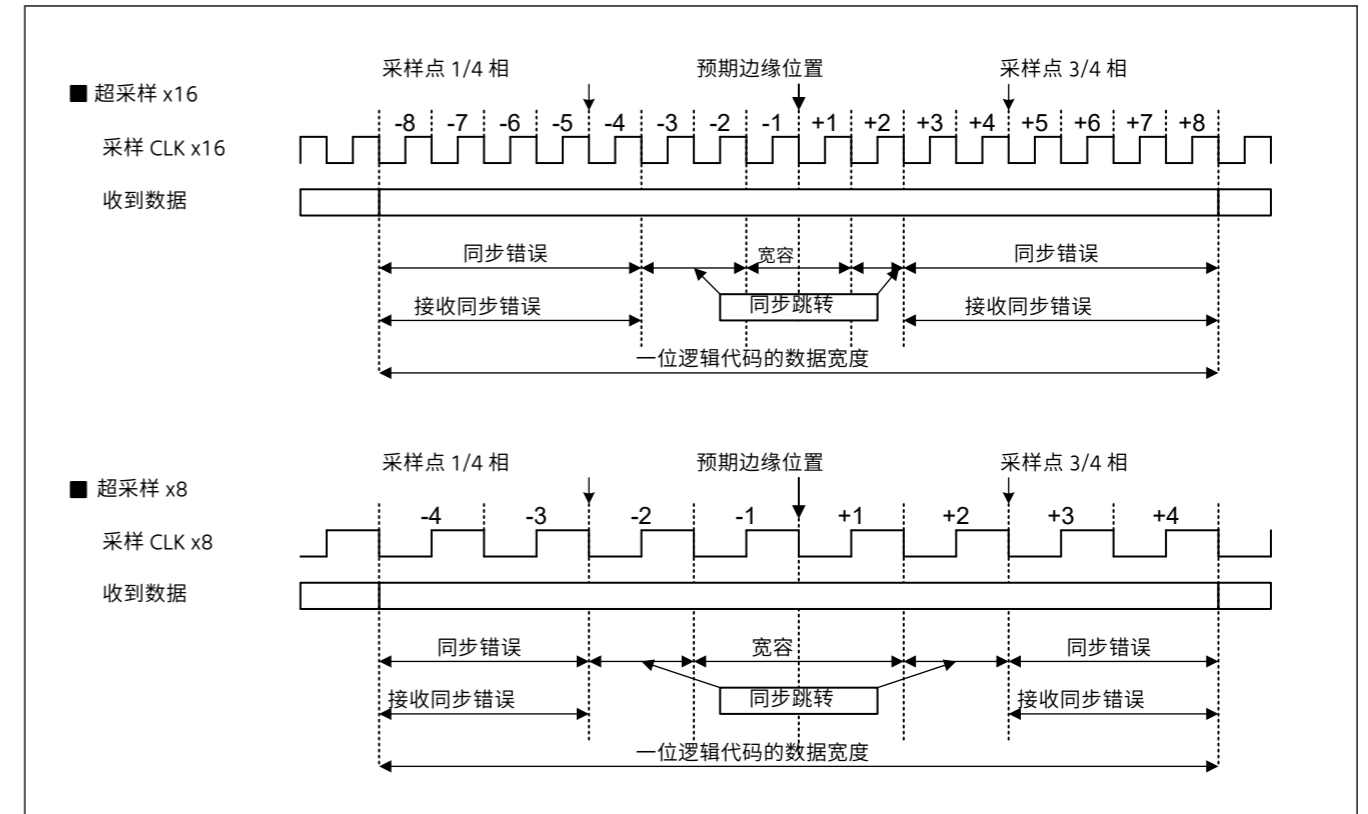 采样点 1/4 相 预期边缘位置 采样点 3/4 相
■ 超采样 x16
-8 -7 -6 -5 -4 -3 -2 -1 +1 +2 +3 +4 +5 +6 +7 +8
采样 CLK x16
收到数据
同步错误 宽容 同步错误
接收同步错误 同步跳转 接收同步错误
一位逻辑代码的数据宽度
采样点 1/4 相 预期边缘位置 采样点 3/4 相
■ 超采样 x8
-4 -3 -2 -1 +1 +2 +3 +4
采样 CLK x8
收到数据
同步错误 宽容 同步错误
接收同步错误 同步跳转 接收同步错误
一位逻辑代码的数据宽度